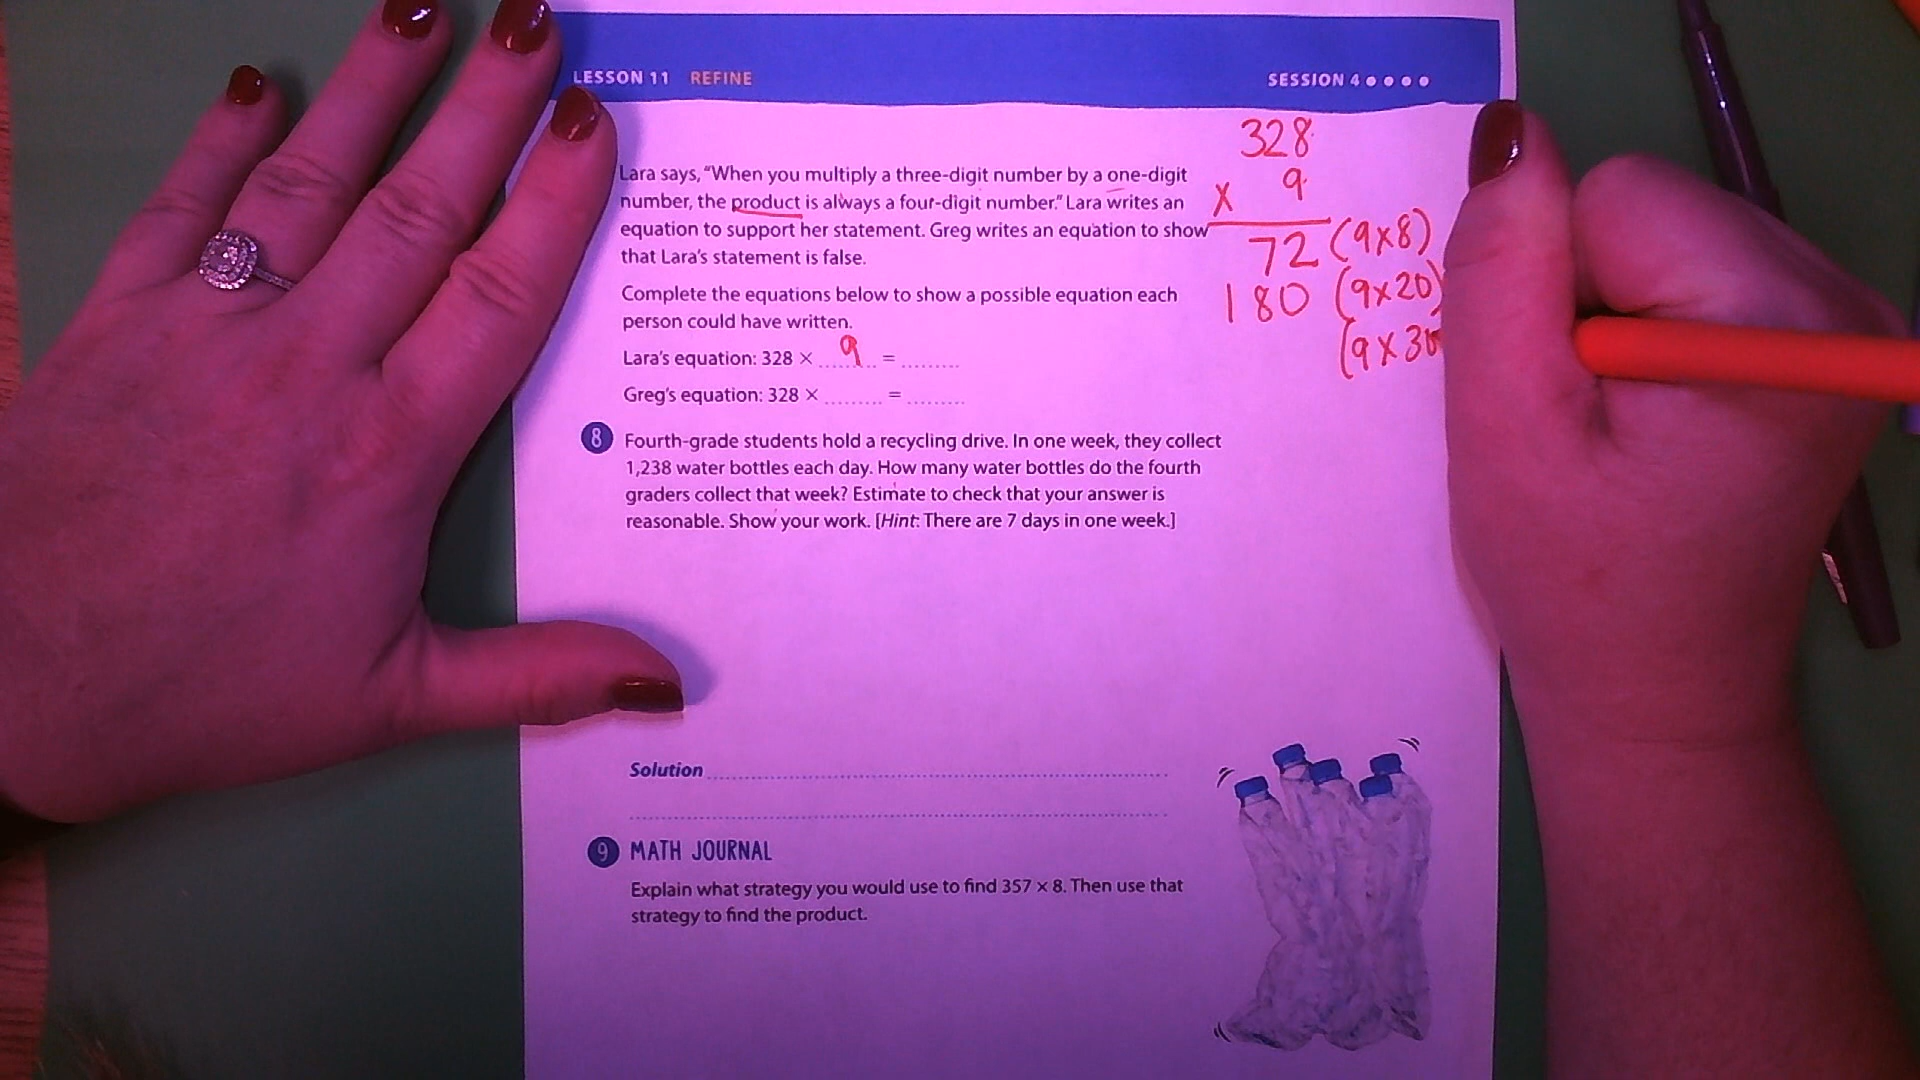 LESSON 11 REFINE SESSION 4
328
× 9
72 (9×8)
180 (9×20)
(9×30
Lara says, “When you multiply a three-digit number by a one-digit
number, the product is always a four-digit number.” Lara writes an
equation to support her statement. Greg writes an equation to show
that Lara’s statement is false.
Complete the equations below to show a possible equation each
person could have written.
Lara’s equation: 328 × 9 =
Greg’s equation: 328 × =
8 Fourth-grade students hold a recycling drive. In one week, they collect
1,238 water bottles each day. How many water bottles do the fourth
graders collect that week? Estimate to check that your answer is
reasonable. Show your work. [Hint: There are 7 days in one week.]
Solution
9 MATH JOURNAL
Explain what strategy you would use to find 357 × 8. Then use that
strategy to find the product.